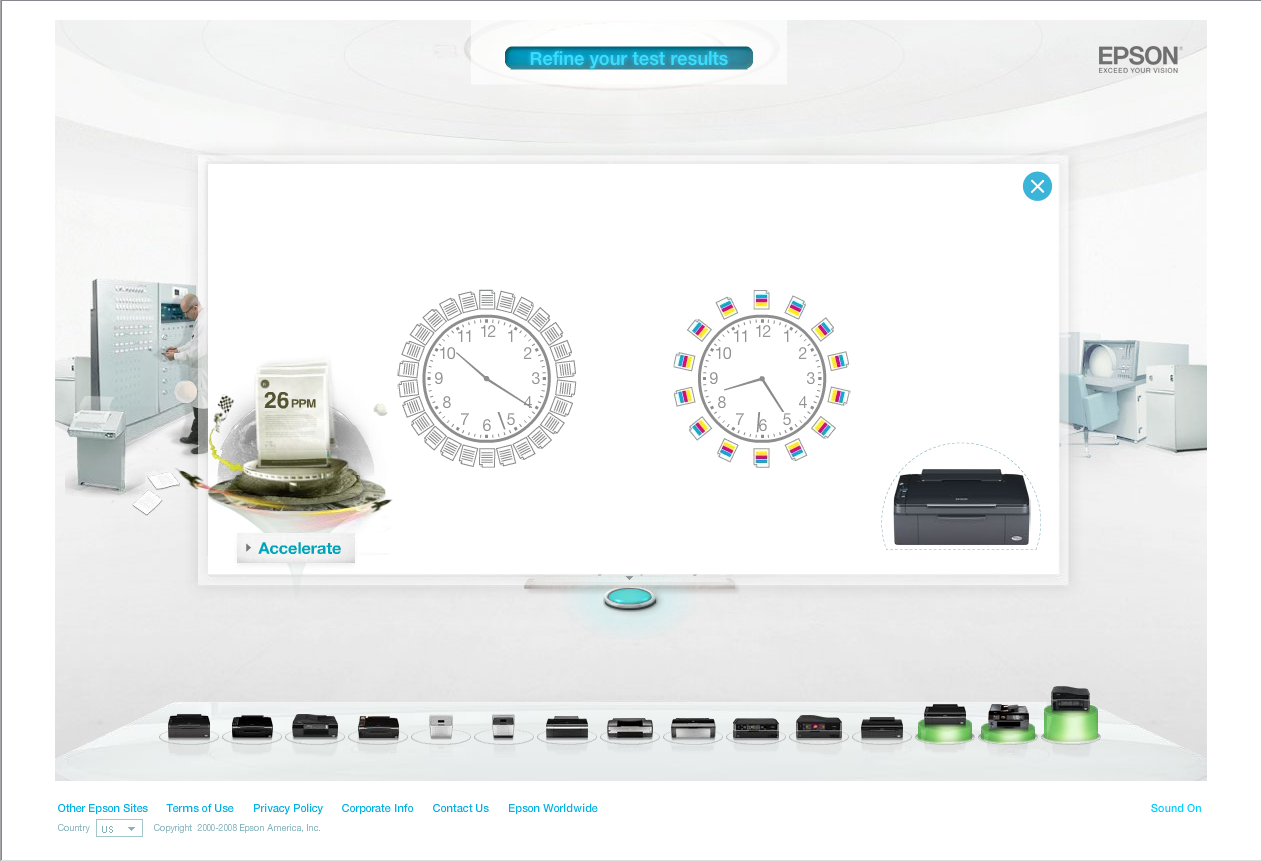 Refine your test results
EPSON®
EXCEED YOUR VISION
26 PPM
12
1
2
3
4
5
6
7
8
9
10
11
12
1
2
3
4
5
6
7
8
9
10
11
Accelerate
Other Epson Sites
Terms of Use
Privacy Policy
Corporate Info
Contact Us
Epson Worldwide
Sound On
Country
US
Copyright 2000-2008 Epson America, Inc.